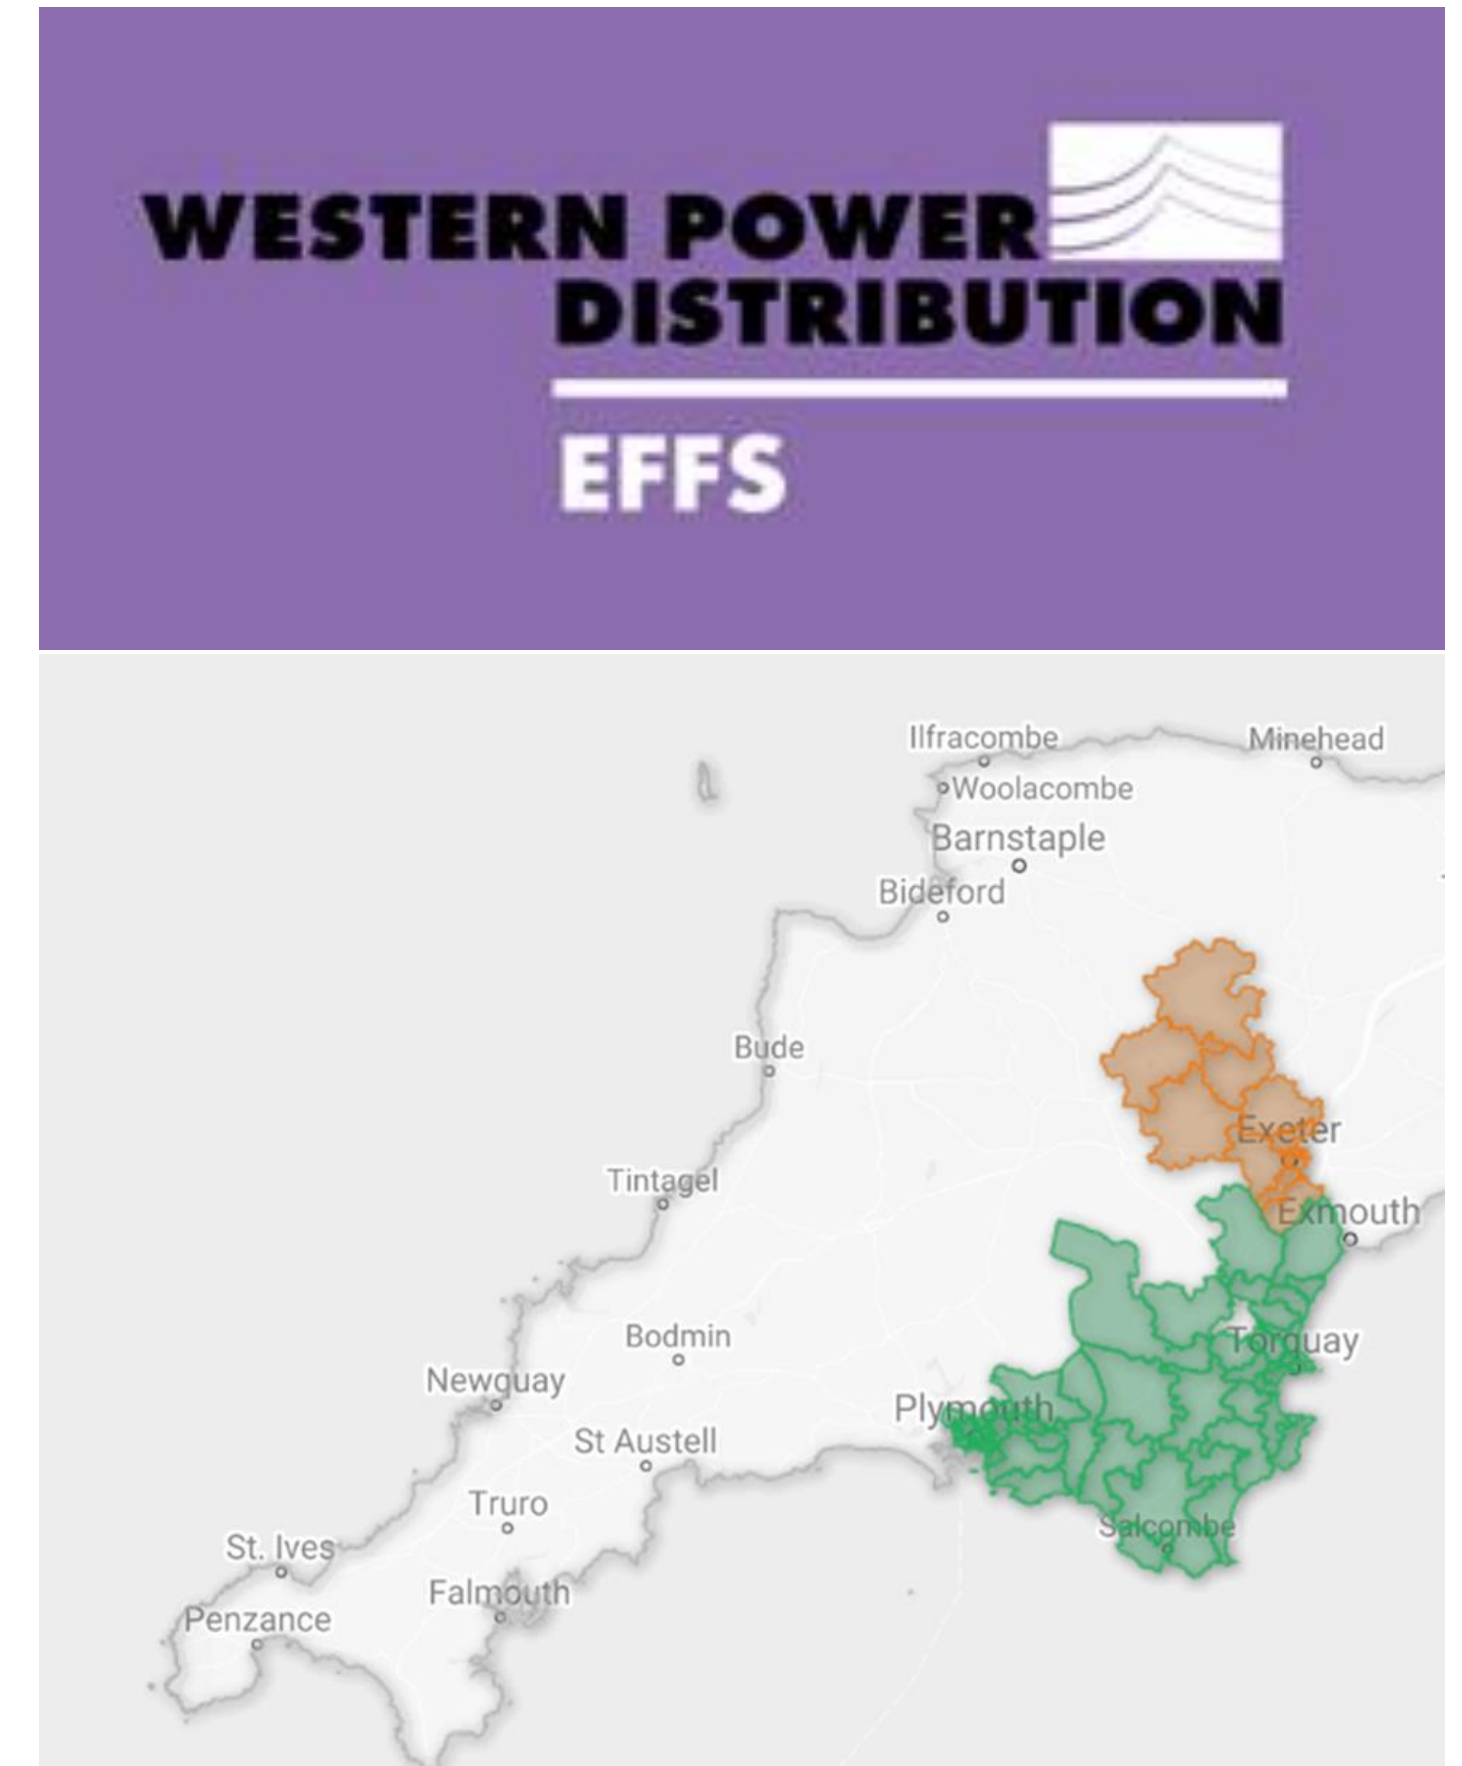 WESTERN POWER
DISTRIBUTION
EFFS
Ilfracombe
Minehead
Woolacombe
Barnstaple
Bideford
Bude
Exeter
Tintagel
Exmouth
Bodmin
Torquay
Newquay
Plymouth
St Austell
Truro
Salcombe
St. Ives
Falmouth
Penzance